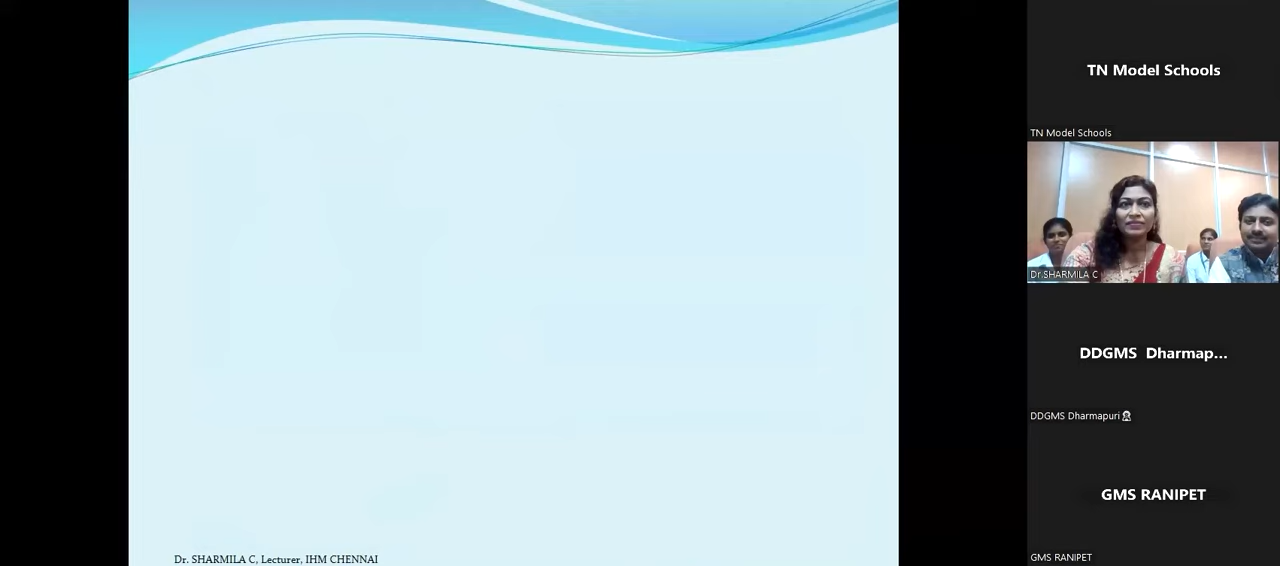 TN Model Schools
TN Model Schools
Dr.SHARMILA C
DDGMS Dharmap...
DDGMS Dharmapuri
GMS RANIPET
GMS RANIPET
Dr. SHARMILA C, Lecturer, IHM CHENNAI